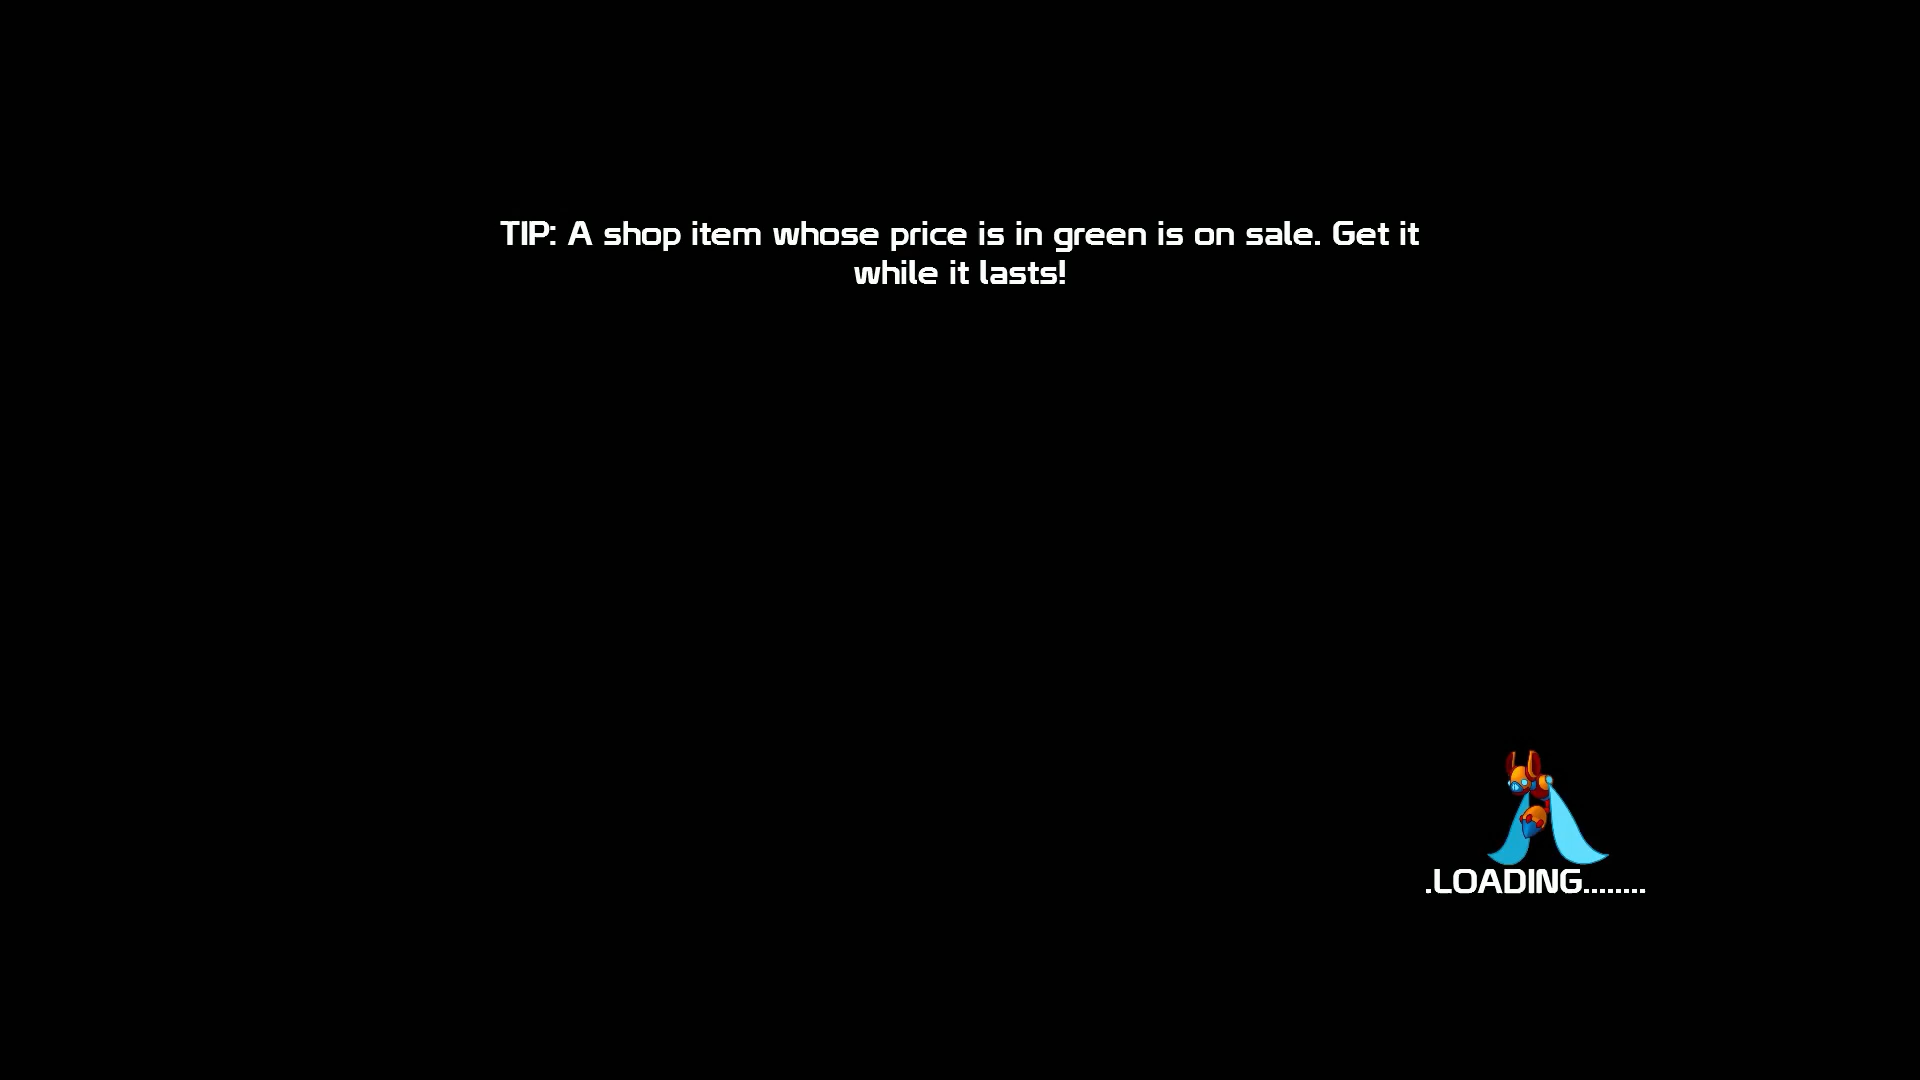 TIP: A shop item whose price is in green is on sale. Get it
while it lasts!
.LOADING........